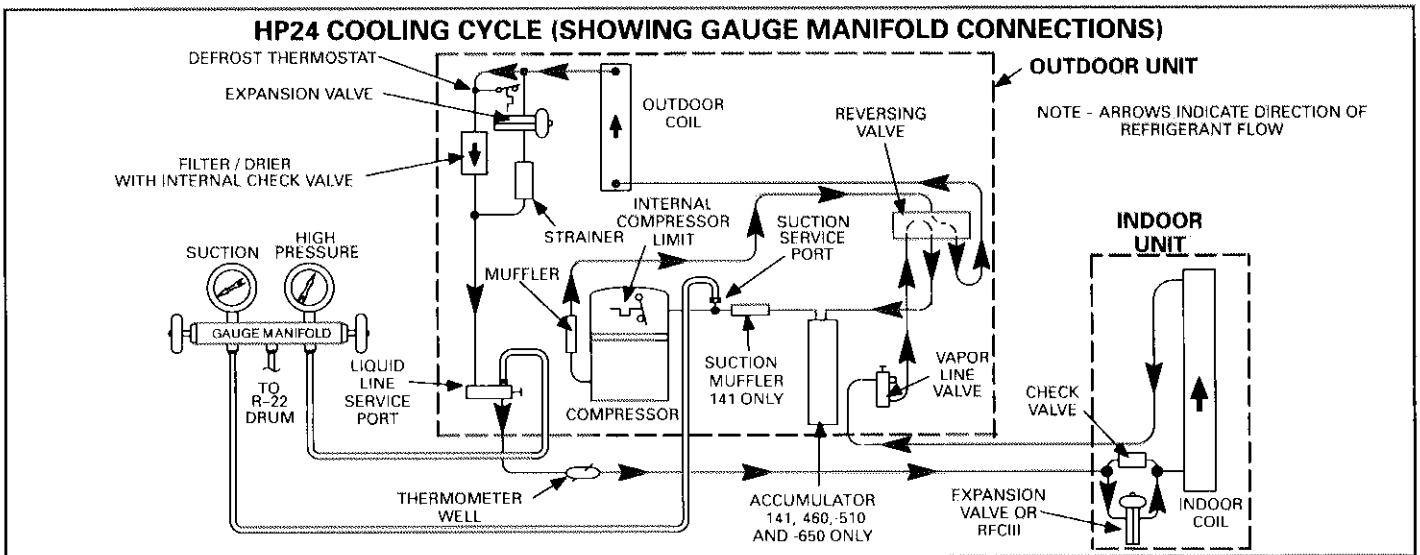 HP24 COOLING CYCLE (SHOWING GAUGE MANIFOLD CONNECTIONS)
DEFROST THERMOSTAT
EXPANSION VALVE
FILTER / DRIER
WITH INTERNAL CHECK VALVE
OUTDOOR
COIL
REVERSING
VALVE
OUTDOOR UNIT
NOTE - ARROWS INDICATE DIRECTION OF
REFRIGERANT FLOW
STRAINER
INTERNAL
COMPRESSOR
LIMIT
SUCTION
SERVICE
PORT
INDOOR
UNIT
SUCTION
HIGH
PRESSURE
MUFFLER
GAUGE MANIFOLD
TO
R-22
DRUM
LIQUID
LINE
SERVICE
PORT
COMPRESSOR
SUCTION
MUFFLER
141 ONLY
VAPOR
LINE
VALVE
CHECK
VALVE
THERMOMETER
WELL
ACCUMULATOR
141, 460,-510
AND -650 ONLY
EXPANSION
VALVE OR
RFCIII
INDOOR
COIL